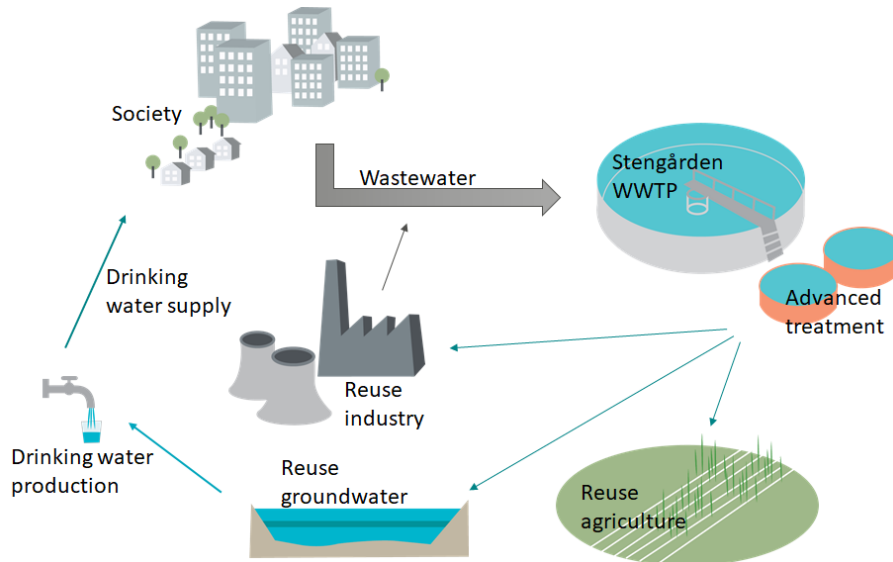 Society
Wastewater
Stengården
WWTP
Drinking
water supply
Advanced
treatment
Reuse
industry
Drinking water
production
Reuse
groundwater
Reuse
agriculture